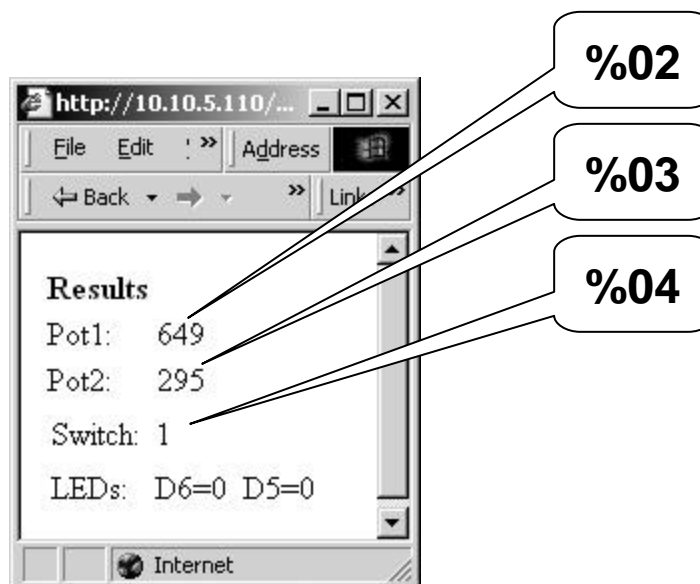 %02
http://10.10.5.110/...
File Edit » Address
%03
Back » »
%04
Results
Pot1: 649
Pot2: 295
Switch: 1
LEDs: D6=0 D5=0
Internet